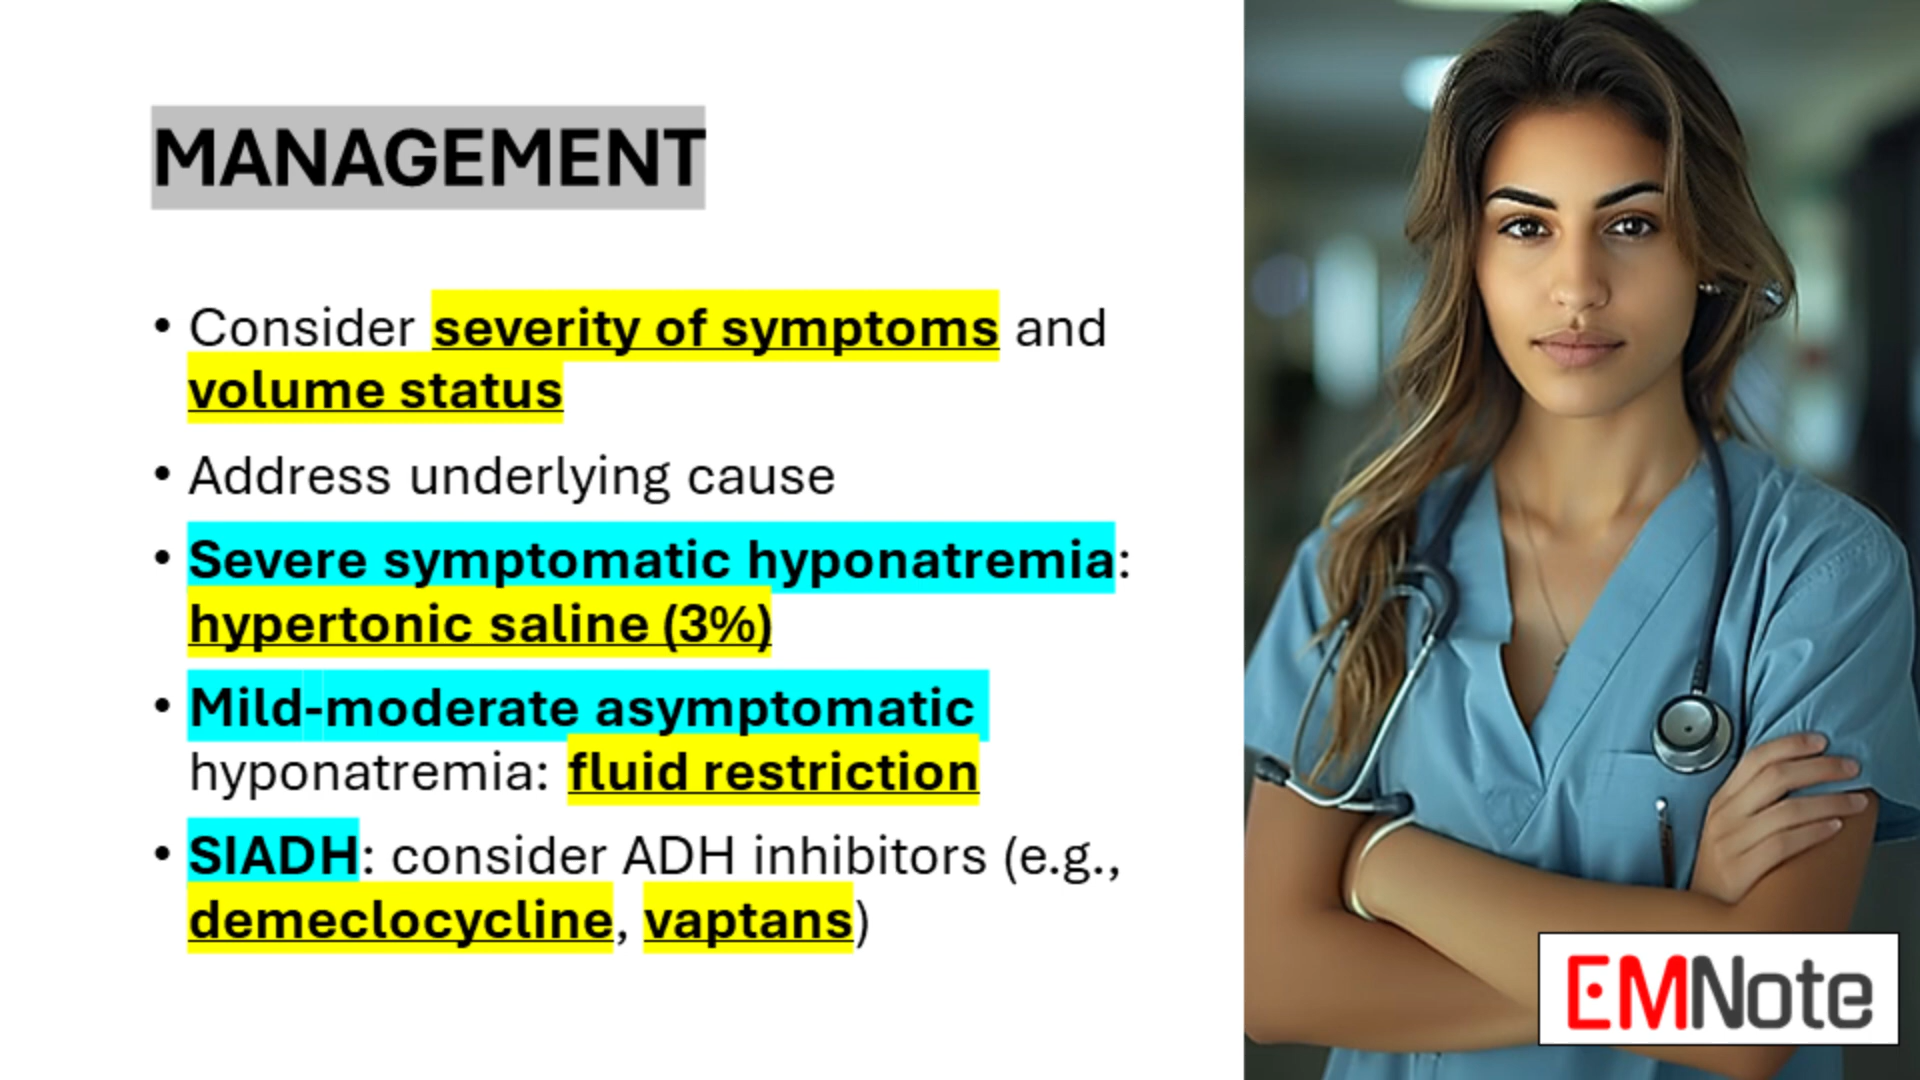 MANAGEMENT
• Consider severity of symptoms and
volume status
• Address underlying cause
• Severe symptomatic hyponatremia:
hypertonic saline (3%)
• Mild-moderate asymptomatic
hyponatremia: fluid restriction
• SIADH: consider ADH inhibitors (e.g.,
demeclocycline, vaptans)
EMNote